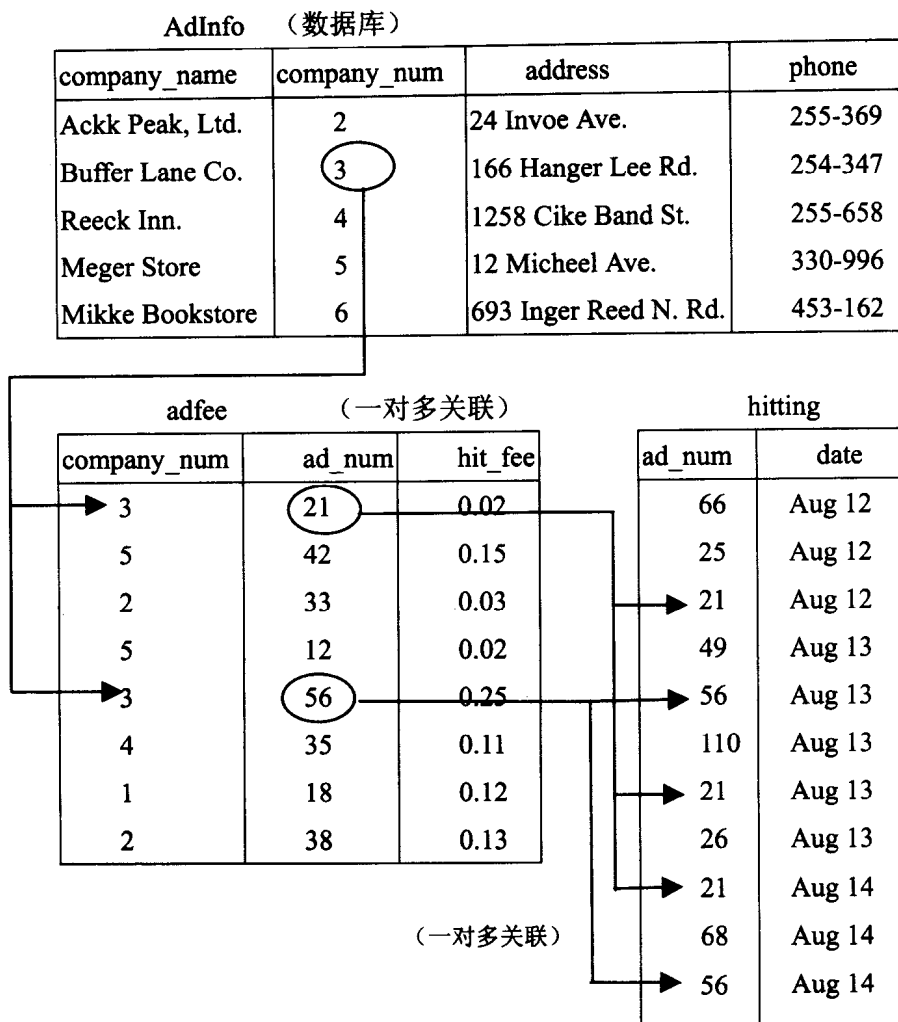 AdInfo （数据库）
company_name company_num address phone
Ackk Peak, Ltd. 2 24 Invoe Ave. 255-369
Buffer Lane Co. 3 166 Hanger Lee Rd. 254-347
Reeck Inn. 4 1258 Cike Band St. 255-658
Meger Store 5 12 Micheel Ave. 330-996
Mikke Bookstore 6 693 Inger Reed N. Rd. 453-162
adfee （一对多关联）
company_num ad_num hit_fee
3 21 0.02
5 42 0.15
2 33 0.03
5 12 0.02
3 56 0.25
4 35 0.11
1 18 0.12
2 38 0.13
（一对多关联）
hitting
ad_num date
66 Aug 12
25 Aug 12
21 Aug 12
49 Aug 13
56 Aug 13
110 Aug 13
21 Aug 13
26 Aug 13
21 Aug 14
68 Aug 14
56 Aug 14